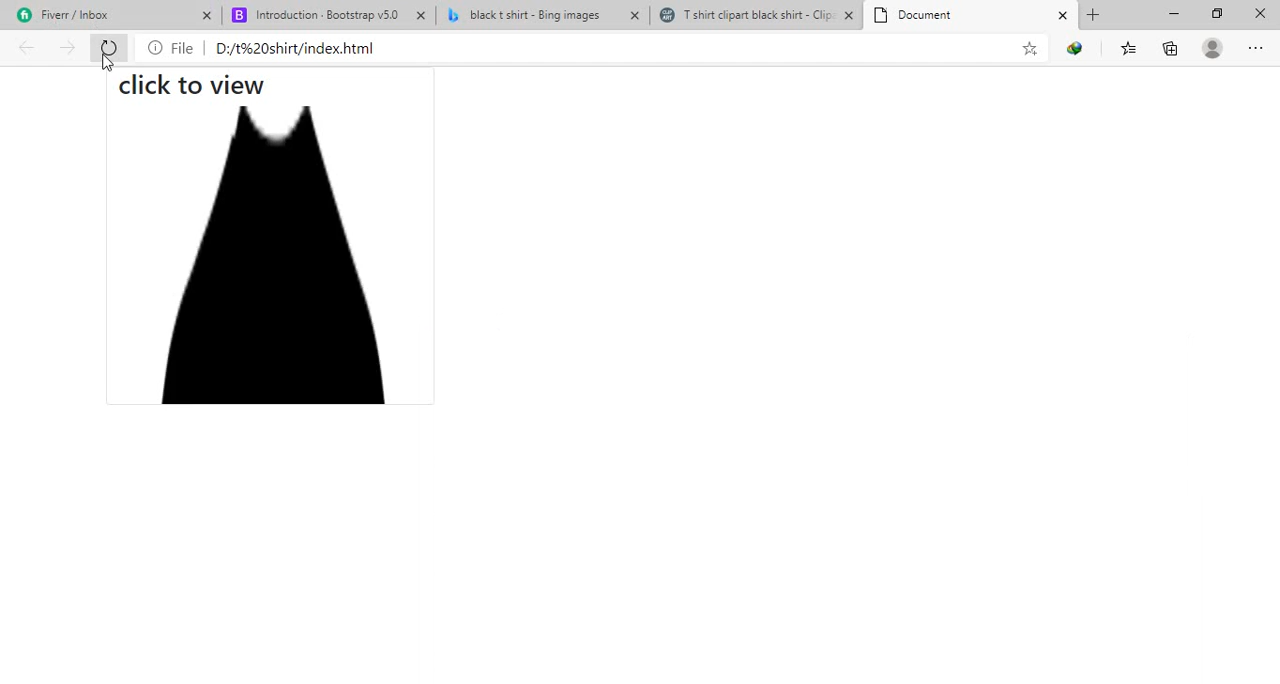 Fiverr / Inbox
Introduction · Bootstrap v5.0
black t shirt - Bing images
T shirt clipart black shirt - Clip
Document
File
D:/t%20shirt/index.html
click to view